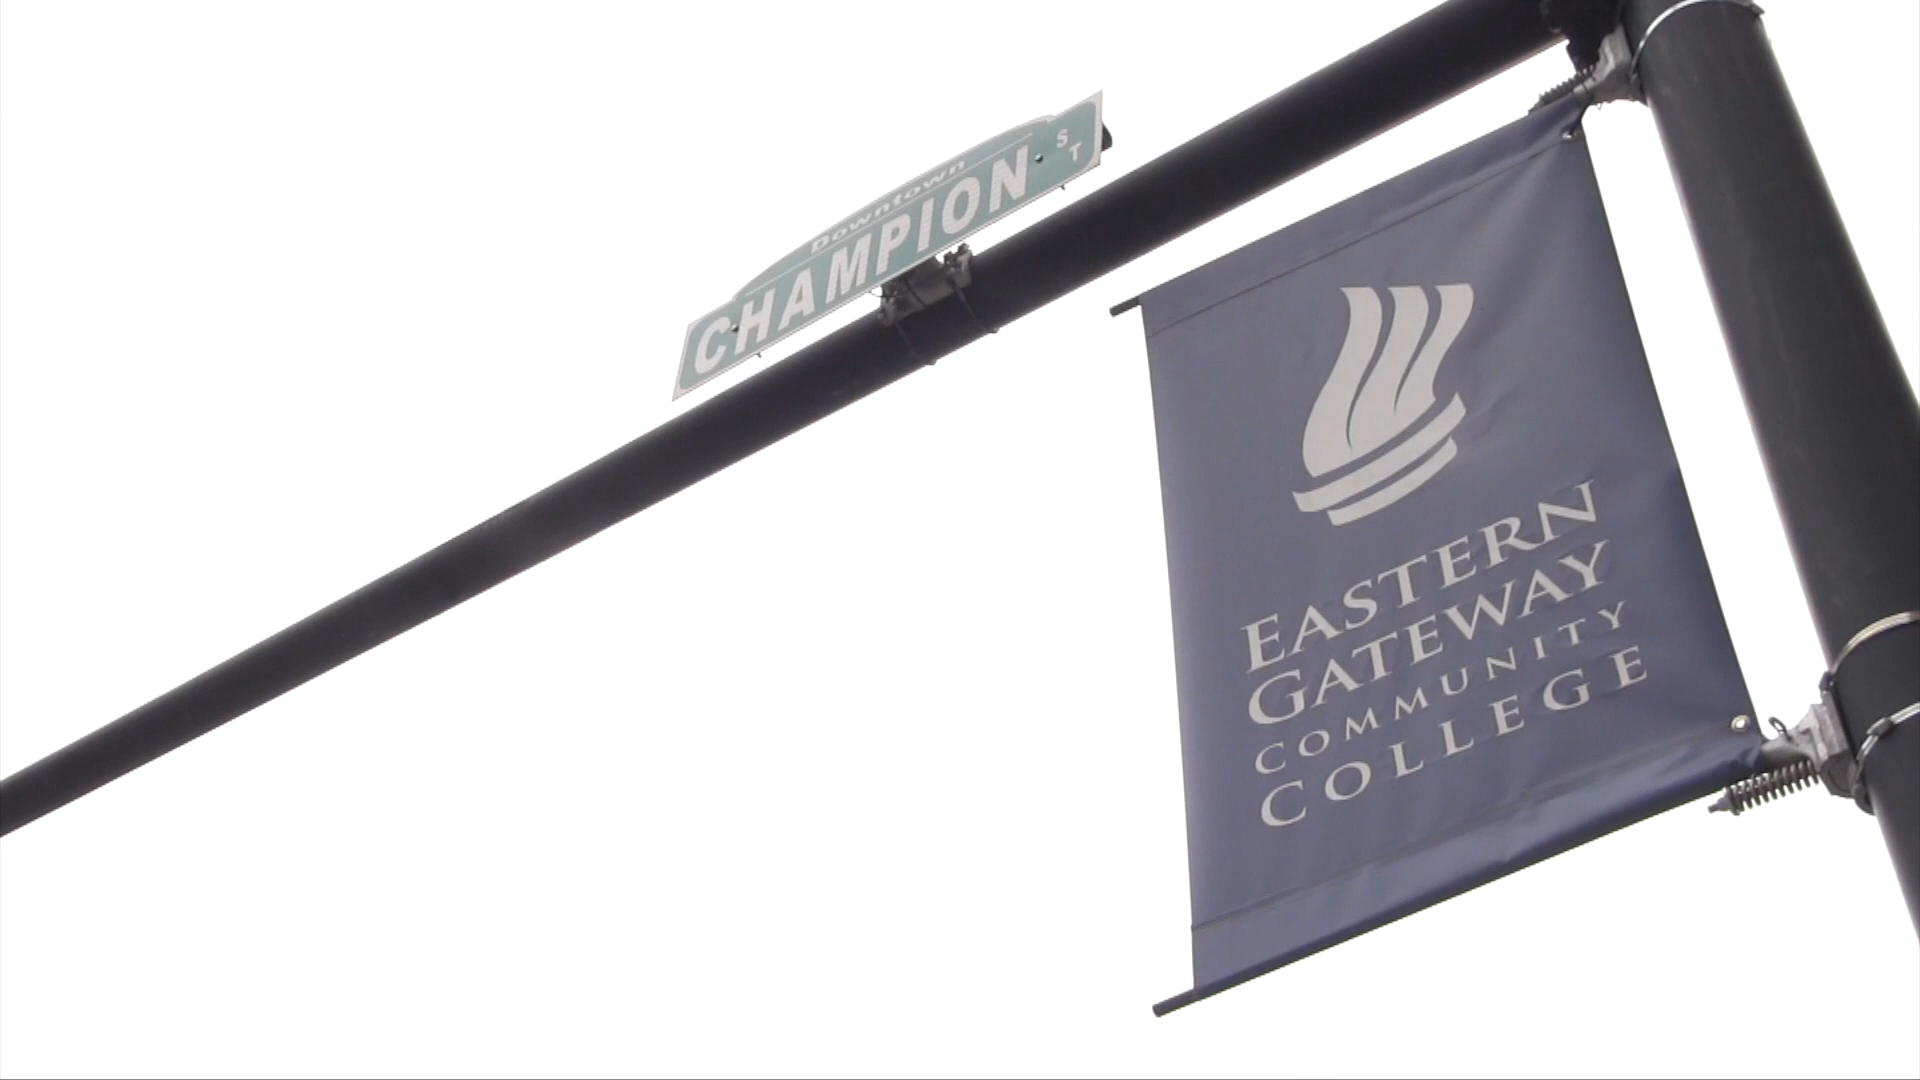 Downtown
CHAMPION ST
EASTERN
GATEWAY
COMMUNITY
COLLEGE